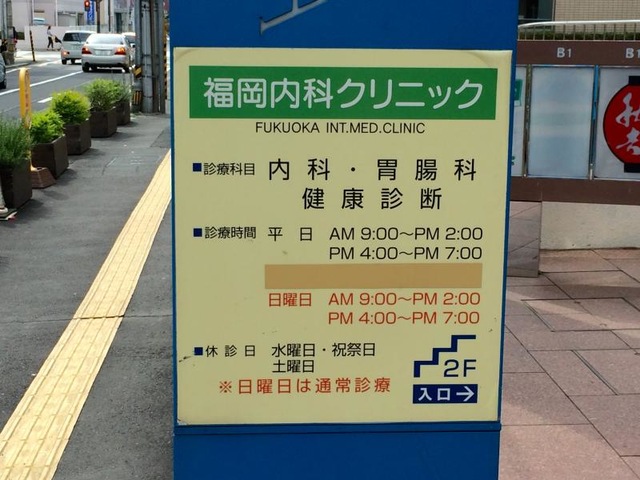 福岡内科クリニック
FUKUOKA INT.MED.CLINIC
■診療科目 内科・胃腸科
健康診断
■診療時間 平日 AM 9:00〜PM 2:00
PM 4:00〜PM 7:00
日曜日 AM 9:00〜PM 2:00
PM 4:00〜PM 7:00
■休診日 水曜日・祝祭日
土曜日
※日曜日は通常診療
2F
入口→
B1
B1